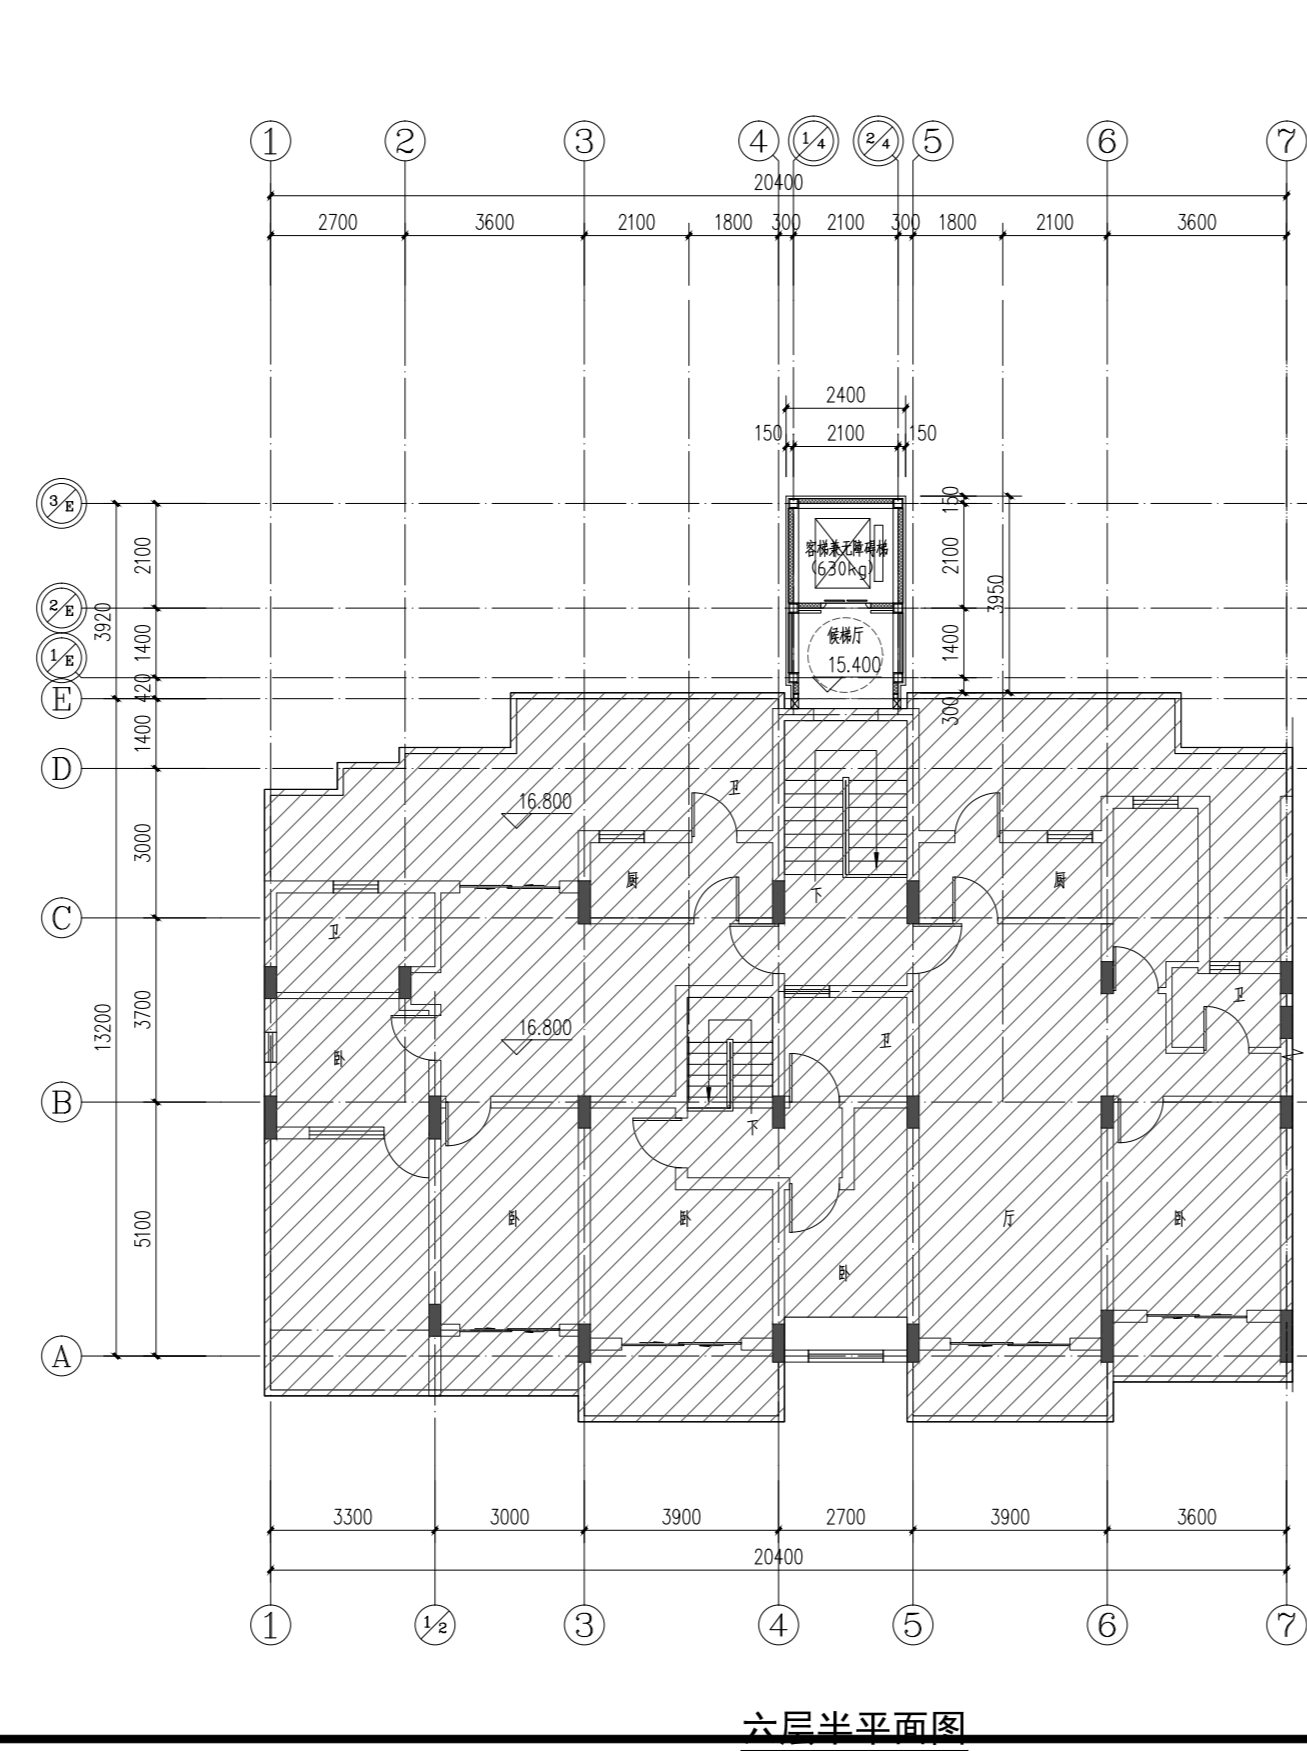 1 2 3 4 1/4 2/4 5 6 7
20400
2700 3600 2100 1800 300 2100 300 1800 2100 3600
2400
150 2100 150
3/E
2/E
1/E
E
D
C
B
A
2100
1400
420
1400
3000
3700
5100
3920
13200
150
2100
1400
300
3950
客梯兼无障碍梯
(630kg)
候梯厅
15.400
卫
16.800
厨
厨
下
卫
卫
16.800
卧
卫
下
卧
卧
厅
卧
卧
3300 3000 3900 2700 3900 3600
20400
1 1/2 3 4 5 6 7
六层半平面图